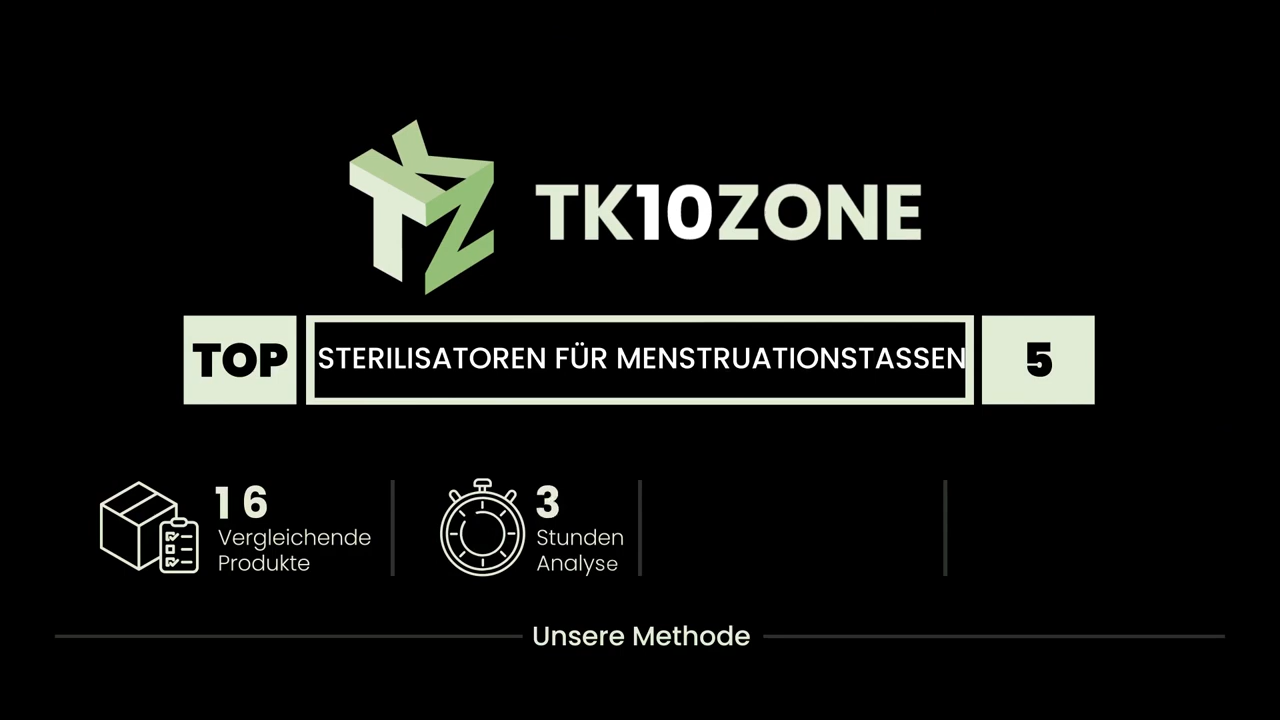 TK10ZONE
TOP STERILISATOREN FÜR MENSTRUATIONSTASSEN 5
16
Vergleichende
Produkte
3
Stunden
Analyse
Unsere Methode